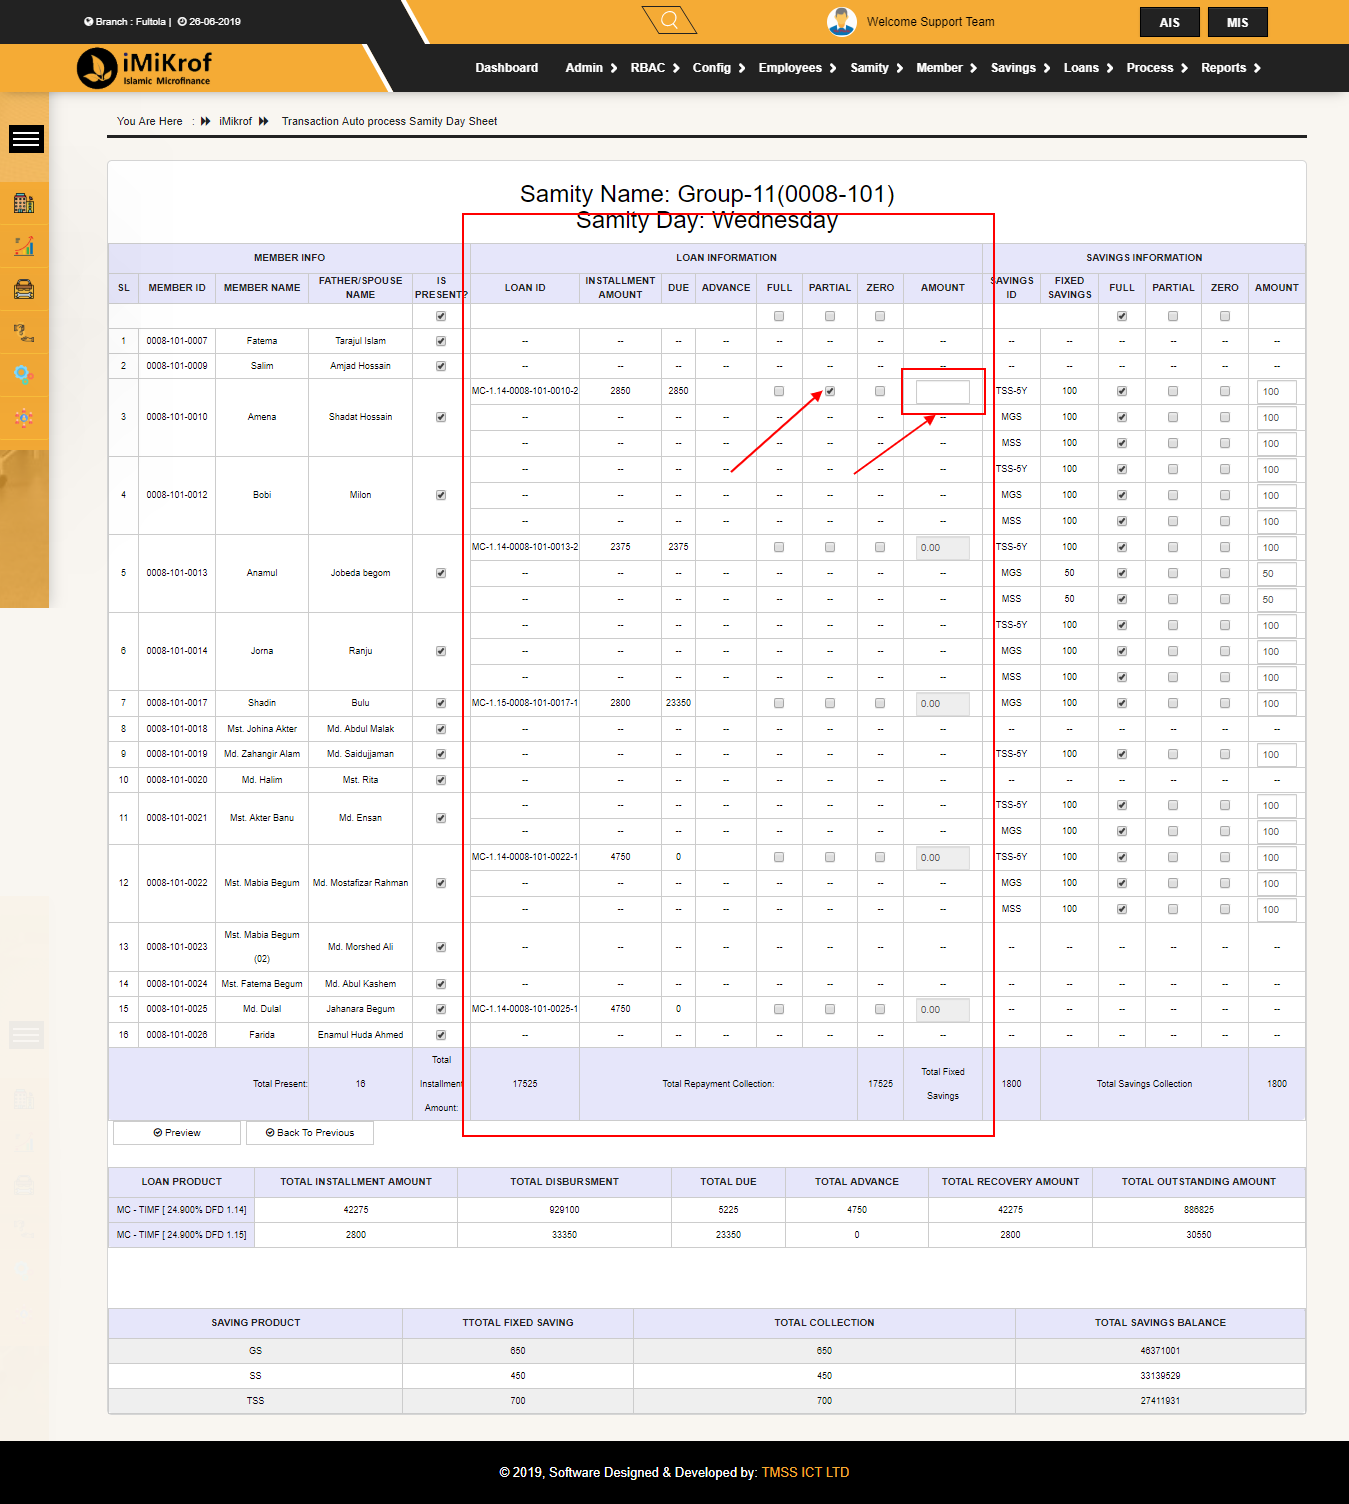 Branch : Fultola | 26-06-2019
Welcome Support Team
AIS
MIS
iMiKrof
Islamic Microfinance
Dashboard Admin RBAC Config Employees Samity Member Savings Loans Process Reports
You Are Here : iMikrof Transaction Auto process Samity Day Sheet
Samity Name: Group-11(0008-101)
Samity Day: Wednesday
MEMBER INFO LOAN INFORMATION SAVINGS INFORMATION
SL MEMBER ID MEMBER NAME FATHER/SPOUSE NAME IS PRESENT? LOAN ID INSTALLMENT AMOUNT DUE ADVANCE FULL PARTIAL ZERO AMOUNT SAVINGS ID FIXED SAVINGS FULL PARTIAL ZERO AMOUNT
1 0008-101-0007 Fatema Tarajul Islam -- -- -- -- -- -- -- -- -- -- -- -- -- --
2 0008-101-0009 Salim Amjad Hossain -- -- -- -- -- -- -- -- -- -- -- -- -- --
3 0008-101-0010 Amena Shadat Hossain MC-1.14-0008-101-0010-2 2850 2850 TSS-5Y 100 100
-- -- -- -- -- -- -- -- MGS 100 100
-- -- -- -- -- -- -- -- MSS 100 100
4 0008-101-0012 Bobi Milon -- -- -- -- -- -- -- -- TSS-5Y 100 100
-- -- -- -- -- -- -- -- MGS 100 100
-- -- -- -- -- -- -- -- MSS 100 100
5 0008-101-0013 Anamul Jobeda begom MC-1.14-0008-101-0013-2 2375 2375 0.00 TSS-5Y 100 100
-- -- -- -- -- -- -- -- MGS 50 50
-- -- -- -- -- -- -- -- MSS 50 50
6 0008-101-0014 Jorna Ranju -- -- -- -- -- -- -- -- TSS-5Y 100 100
-- -- -- -- -- -- -- -- MGS 100 100
-- -- -- -- -- -- -- -- MSS 100 100
7 0008-101-0017 Shadin Bulu MC-1.15-0008-101-0017-1 2800 23350 0.00 MGS 100 100
8 0008-101-0018 Mst. Johina Akter Md. Abdul Malak -- -- -- -- -- -- -- -- -- -- -- -- -- --
9 0008-101-0019 Md. Zahangir Alam Md. Saidujjaman -- -- -- -- -- -- -- -- TSS-5Y 100 100
10 0008-101-0020 Md. Halim Mst. Rita -- -- -- -- -- -- -- -- -- -- -- -- -- --
11 0008-101-0021 Mst. Akter Banu Md. Ensan -- -- -- -- -- -- -- -- TSS-5Y 100 100
-- -- -- -- -- -- -- -- MGS 100 100
12 0008-101-0022 Mst. Mabia Begum Md. Mostafizar Rahman MC-1.14-0008-101-0022-1 4750 0 0.00 TSS-5Y 100 100
-- -- -- -- -- -- -- -- MGS 100 100
-- -- -- -- -- -- -- -- MSS 100 100
13 0008-101-0023 Mst. Mabia Begum (02) Md. Morshed Ali -- -- -- -- -- -- -- -- -- -- -- -- -- --
14 0008-101-0024 Mst. Fatema Begum Md. Abul Kashem -- -- -- -- -- -- -- -- -- -- -- -- -- --
15 0008-101-0025 Md. Dulal Jahanara Begum MC-1.14-0008-101-0025-1 4750 0 0.00 -- -- -- -- -- --
16 0008-101-0026 Farida Enamul Huda Ahmed -- -- -- -- -- -- -- -- -- -- -- -- -- --
Total Present: 16 Total Installment Amount: 17525 Total Repayment Collection: 17525 Total Fixed Savings 1800 Total Savings Collection 1800
Preview Back To Previous
LOAN PRODUCT TOTAL INSTALLMENT AMOUNT TOTAL DISBURSMENT TOTAL DUE TOTAL ADVANCE TOTAL RECOVERY AMOUNT TOTAL OUTSTANDING AMOUNT
MC - TIMF [ 24.900% DFD 1.14] 42275 929100 5225 4750 42275 886825
MC - TIMF [ 24.900% DFD 1.15] 2800 33350 23350 0 2800 30550
SAVING PRODUCT TTOTAL FIXED SAVING TOTAL COLLECTION TOTAL SAVINGS BALANCE
GS 650 650 46371001
SS 450 450 33139529
TSS 700 700 27411931
© 2019, Software Designed & Developed by: TMSS ICT LTD